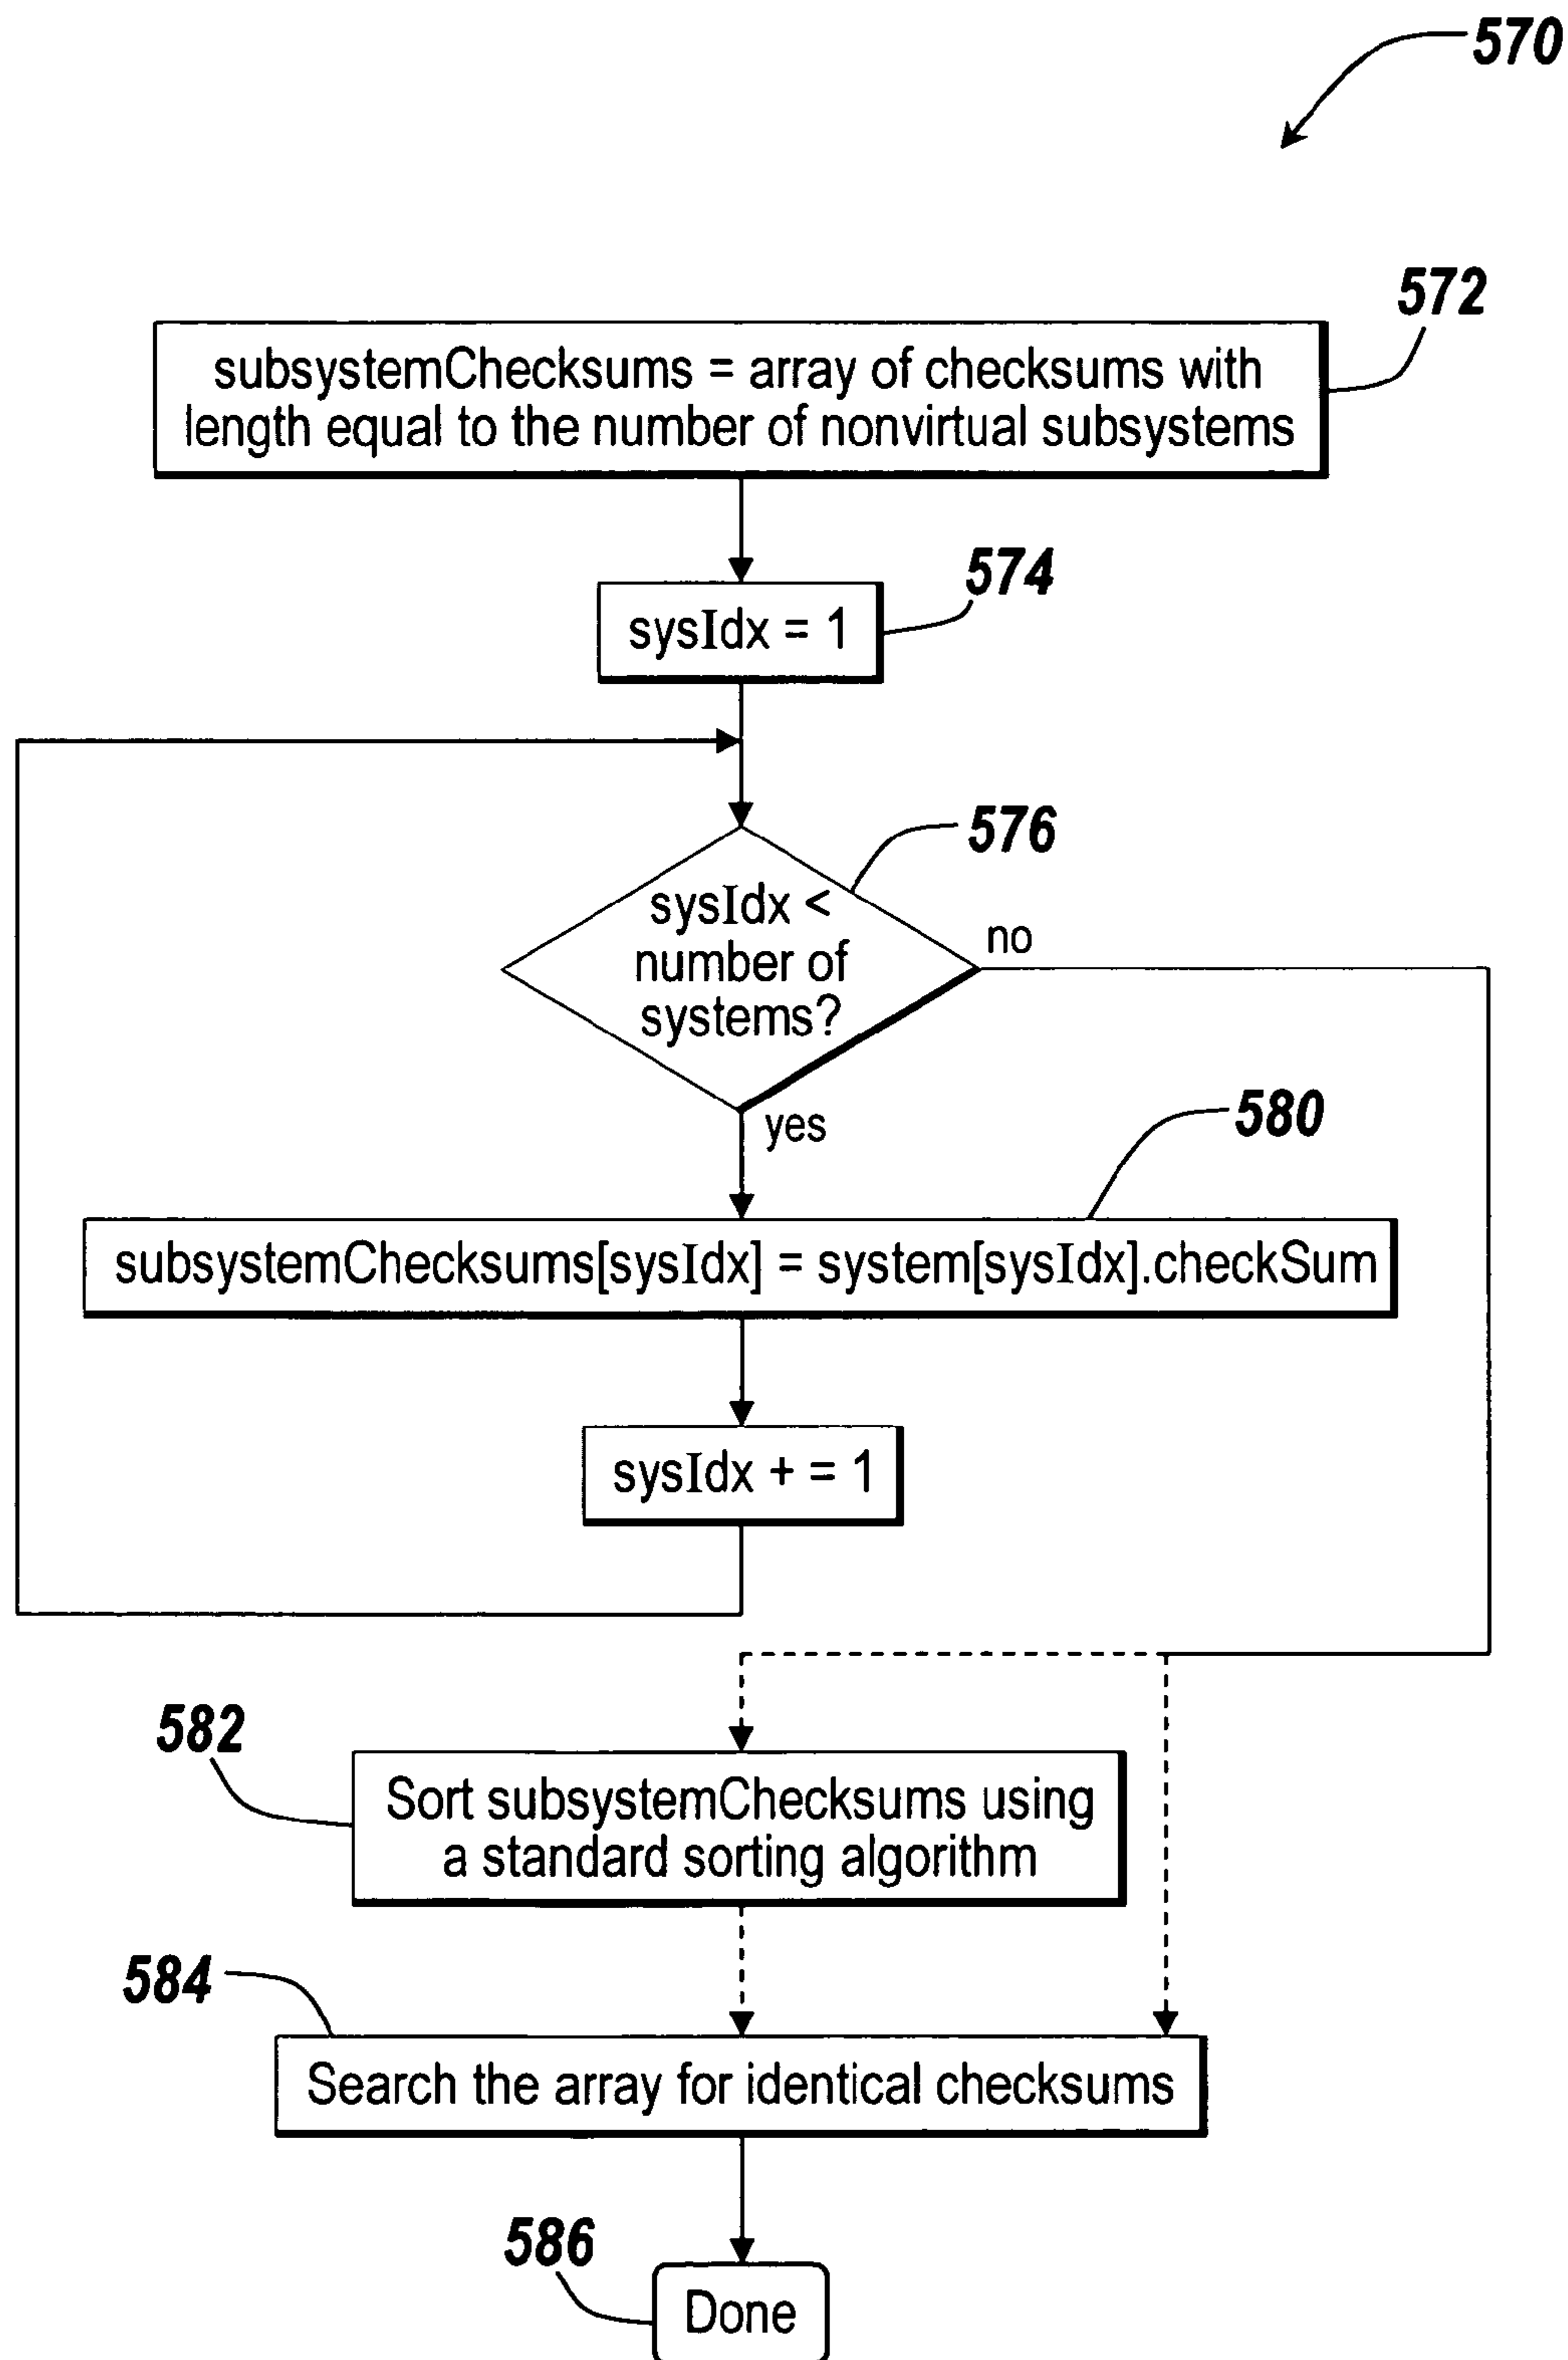 570
572
subsystemChecksums = array of checksums with
length equal to the number of nonvirtual subsystems
574
sysIdx = 1
576
sysIdx <
number of
systems?
no
yes
580
subsystemChecksums[sysIdx] = system[sysIdx].checkSum
sysIdx + = 1
582
Sort subsystemChecksums using
a standard sorting algorithm
584
Search the array for identical checksums
586
Done